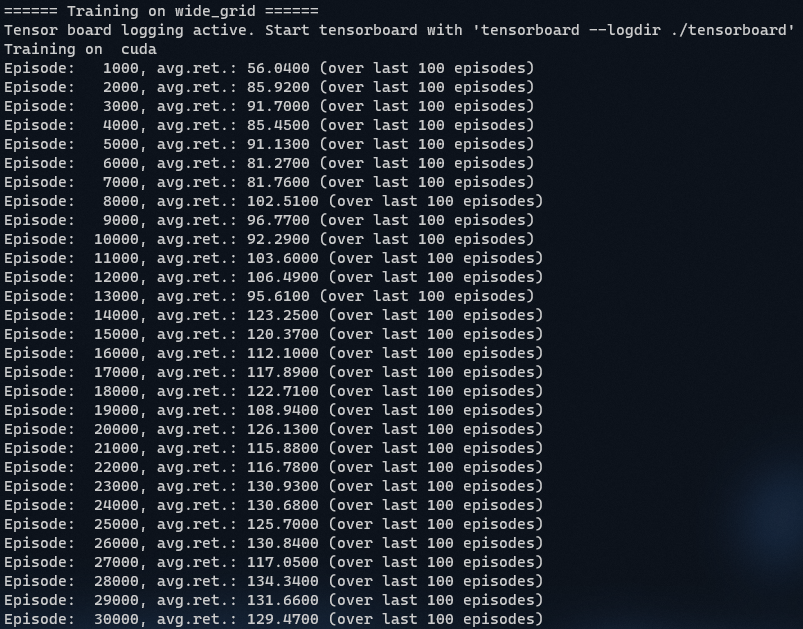 ====== Training on wide_grid ======
Tensor board logging active. Start tensorboard with 'tensorboard --logdir ./tensorboard'
Training on  cuda
Episode:   1000, avg.ret.: 56.0400 (over last 100 episodes)
Episode:   2000, avg.ret.: 85.9200 (over last 100 episodes)
Episode:   3000, avg.ret.: 91.7000 (over last 100 episodes)
Episode:   4000, avg.ret.: 85.4500 (over last 100 episodes)
Episode:   5000, avg.ret.: 91.1300 (over last 100 episodes)
Episode:   6000, avg.ret.: 81.2700 (over last 100 episodes)
Episode:   7000, avg.ret.: 81.7600 (over last 100 episodes)
Episode:   8000, avg.ret.: 102.5100 (over last 100 episodes)
Episode:   9000, avg.ret.: 96.7700 (over last 100 episodes)
Episode:  10000, avg.ret.: 92.2900 (over last 100 episodes)
Episode:  11000, avg.ret.: 103.6000 (over last 100 episodes)
Episode:  12000, avg.ret.: 106.4900 (over last 100 episodes)
Episode:  13000, avg.ret.: 95.6100 (over last 100 episodes)
Episode:  14000, avg.ret.: 123.2500 (over last 100 episodes)
Episode:  15000, avg.ret.: 120.3700 (over last 100 episodes)
Episode:  16000, avg.ret.: 112.1000 (over last 100 episodes)
Episode:  17000, avg.ret.: 117.8900 (over last 100 episodes)
Episode:  18000, avg.ret.: 122.7100 (over last 100 episodes)
Episode:  19000, avg.ret.: 108.9400 (over last 100 episodes)
Episode:  20000, avg.ret.: 126.1300 (over last 100 episodes)
Episode:  21000, avg.ret.: 115.8800 (over last 100 episodes)
Episode:  22000, avg.ret.: 116.7800 (over last 100 episodes)
Episode:  23000, avg.ret.: 130.9300 (over last 100 episodes)
Episode:  24000, avg.ret.: 130.6800 (over last 100 episodes)
Episode:  25000, avg.ret.: 125.7000 (over last 100 episodes)
Episode:  26000, avg.ret.: 130.8400 (over last 100 episodes)
Episode:  27000, avg.ret.: 117.0500 (over last 100 episodes)
Episode:  28000, avg.ret.: 134.3400 (over last 100 episodes)
Episode:  29000, avg.ret.: 131.6600 (over last 100 episodes)
Episode:  30000, avg.ret.: 129.4700 (over last 100 episodes)